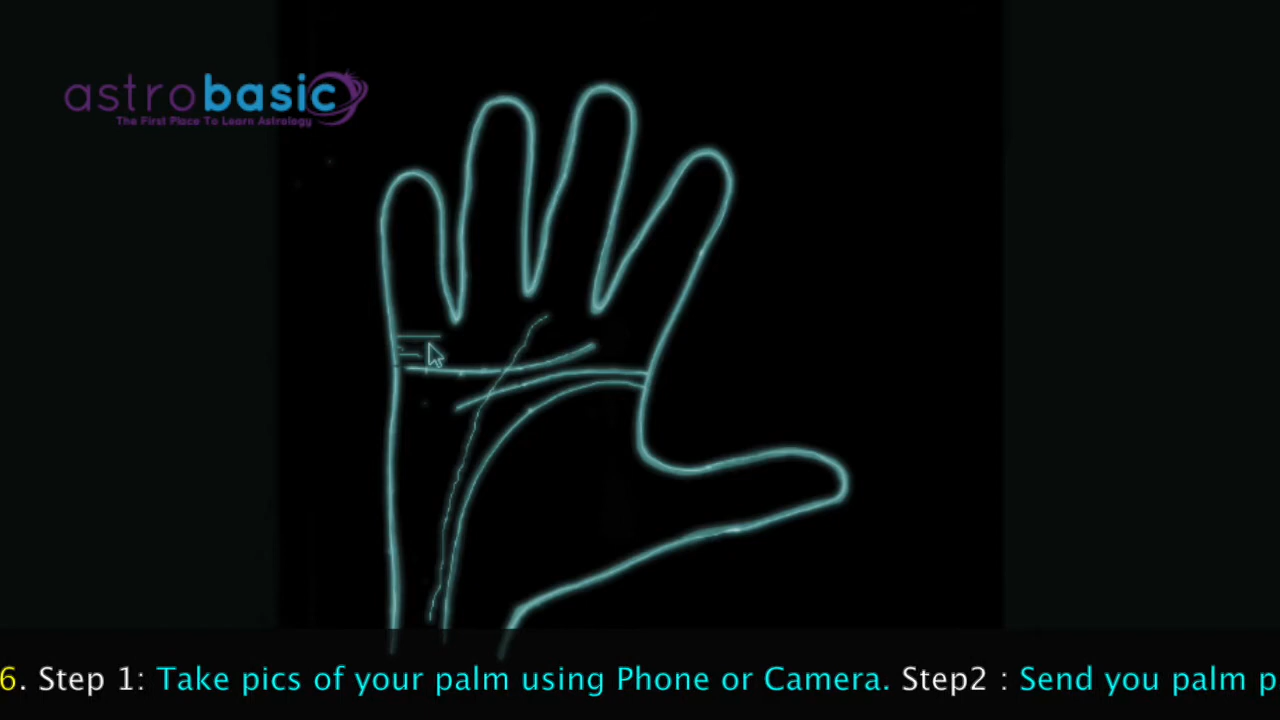 astrobasic
The First Place To Learn Astrology
6. Step 1: Take pics of your palm using Phone or Camera. Step2 : Send you palm p